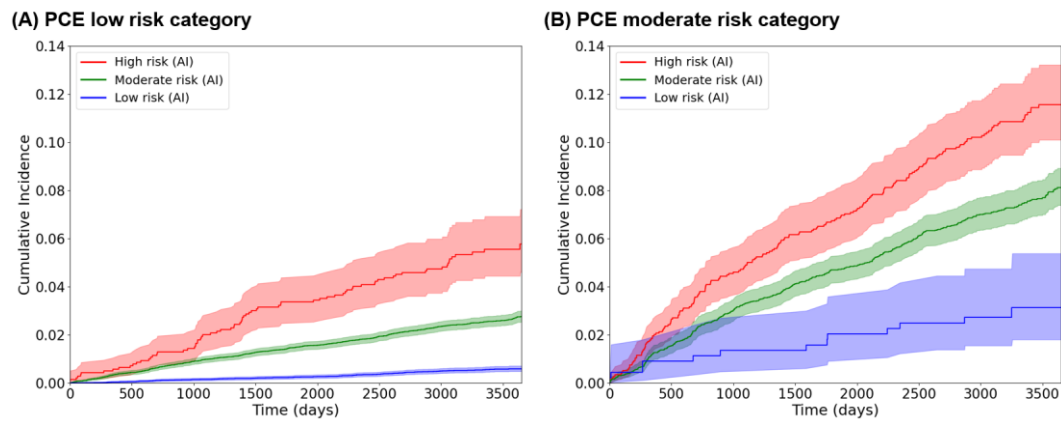 (A) PCE low risk category
0.14
0.12
0.10
0.08
0.06
0.04
0.02
0.00
Cumulative Incidence
High risk (AI)
Moderate risk (AI)
Low risk (AI)
0 500 1000 1500 2000 2500 3000 3500
Time (days)
(B) PCE moderate risk category
0.14
0.12
0.10
0.08
0.06
0.04
0.02
0.00
Cumulative Incidence
High risk (AI)
Moderate risk (AI)
Low risk (AI)
0 500 1000 1500 2000 2500 3000 3500
Time (days)